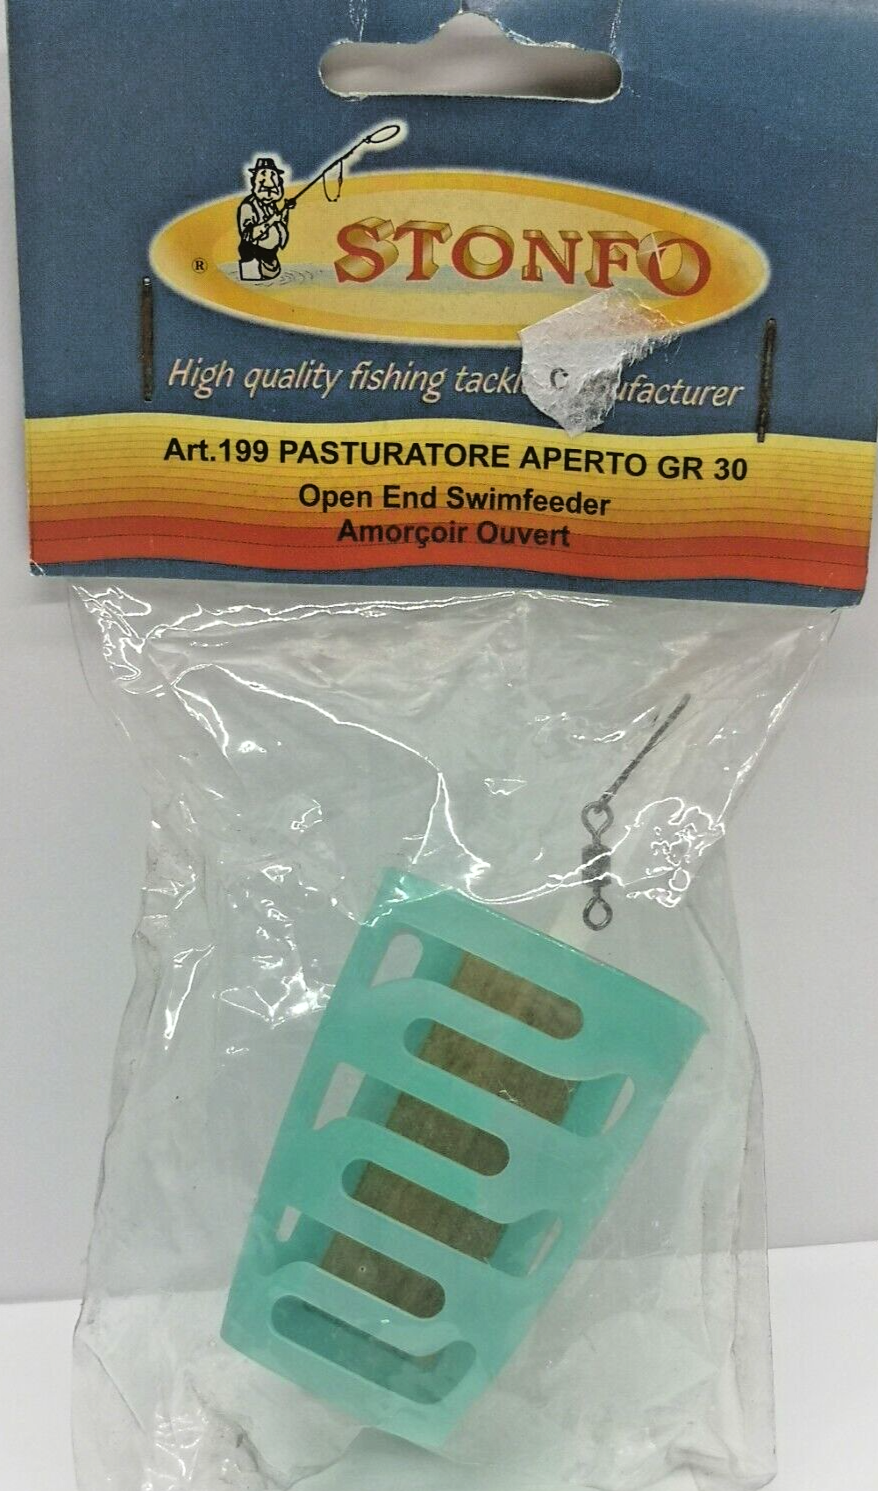 STONFO
®
High quality fishing
Art.199 PASTURATORE APERTO GR 30
Open End Swimfeeder
Amorçoir Ouvert